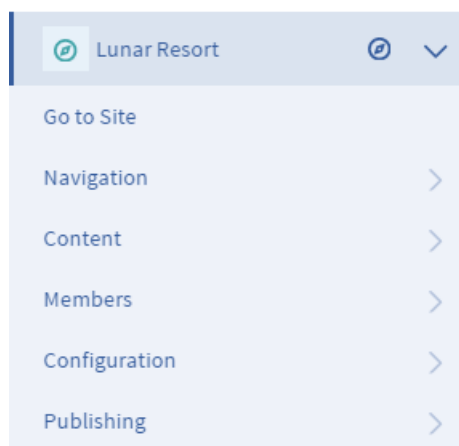 Lunar Resort
Go to Site
Navigation
Content
Members
Configuration
Publishing